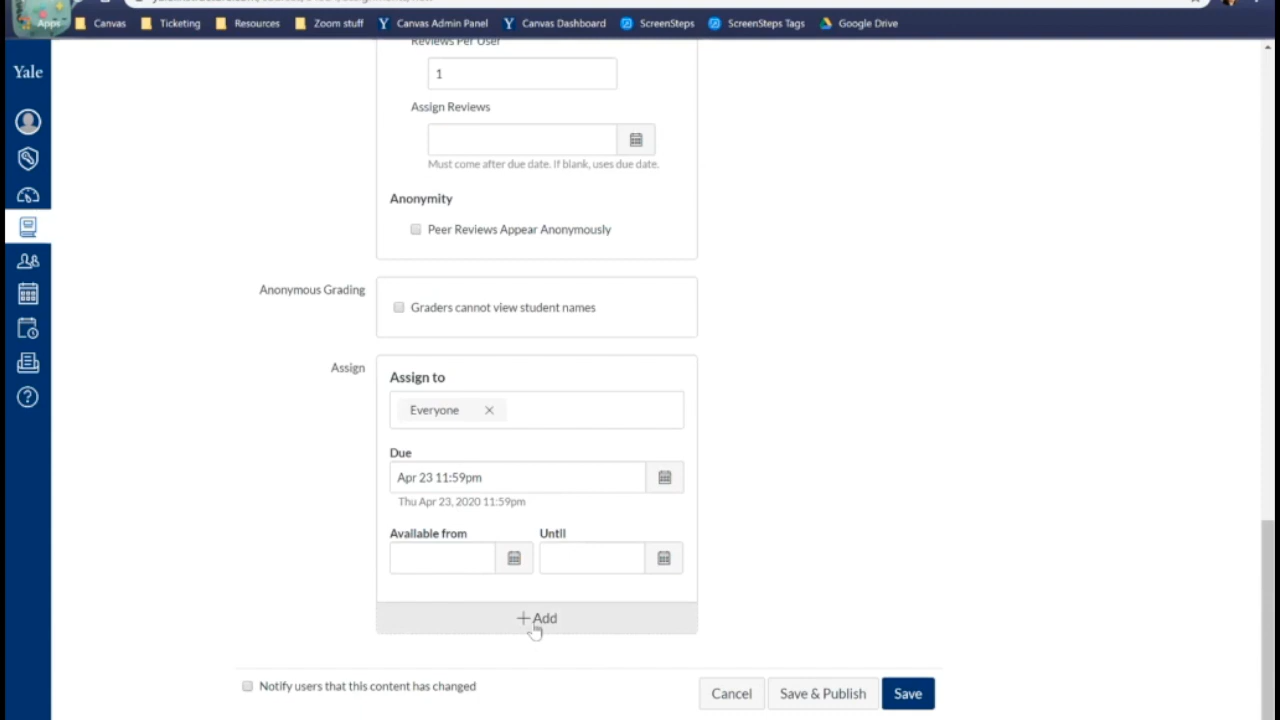 Apps Canvas Ticketing Resources Zoom stuff Canvas Admin Panel Canvas Dashboard ScreenSteps ScreenSteps Tags Google Drive
Yale
Reviews Per User
1
Assign Reviews
Must come after due date. If blank, uses due date.
Anonymity
Peer Reviews Appear Anonymously
Anonymous Grading
Graders cannot view student names
Assign
Assign to
Everyone
Due
Apr 23 11:59pm
Thu Apr 23, 2020 11:59pm
Available from Until
+ Add
Notify users that this content has changed
Cancel Save & Publish Save